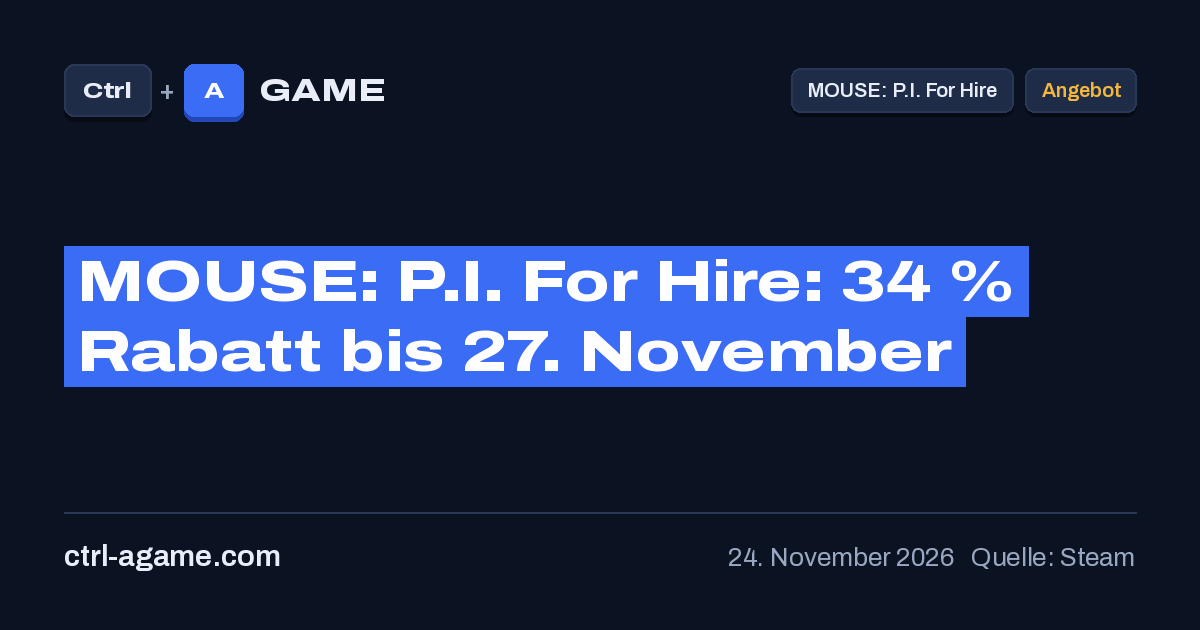 Ctrl + A GAME
MOUSE: P.I. For Hire Angebot
MOUSE: P.I. For Hire: 34 %
Rabatt bis 27. November
ctrl-agame.com
24. November 2026 Quelle: Steam